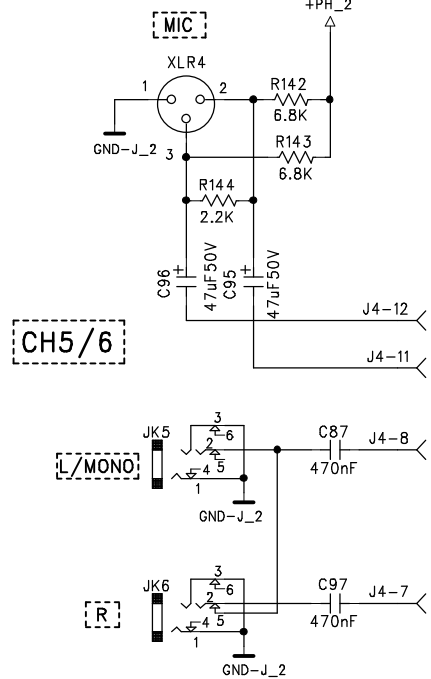 +PH_2
MIC
XLR4
1
2
R142
6.8K
GND-J_2
3
R143
6.8K
R144
2.2K
C96
+
47uF50V
C95
+
47uF50V
J4-12
CH5/6
J4-11
JK5
3
6
2
5
4
1
L/MONO
C87
470nF
J4-8
GND-J_2
JK6
3
6
2
5
4
1
R
C97
470nF
J4-7
GND-J_2